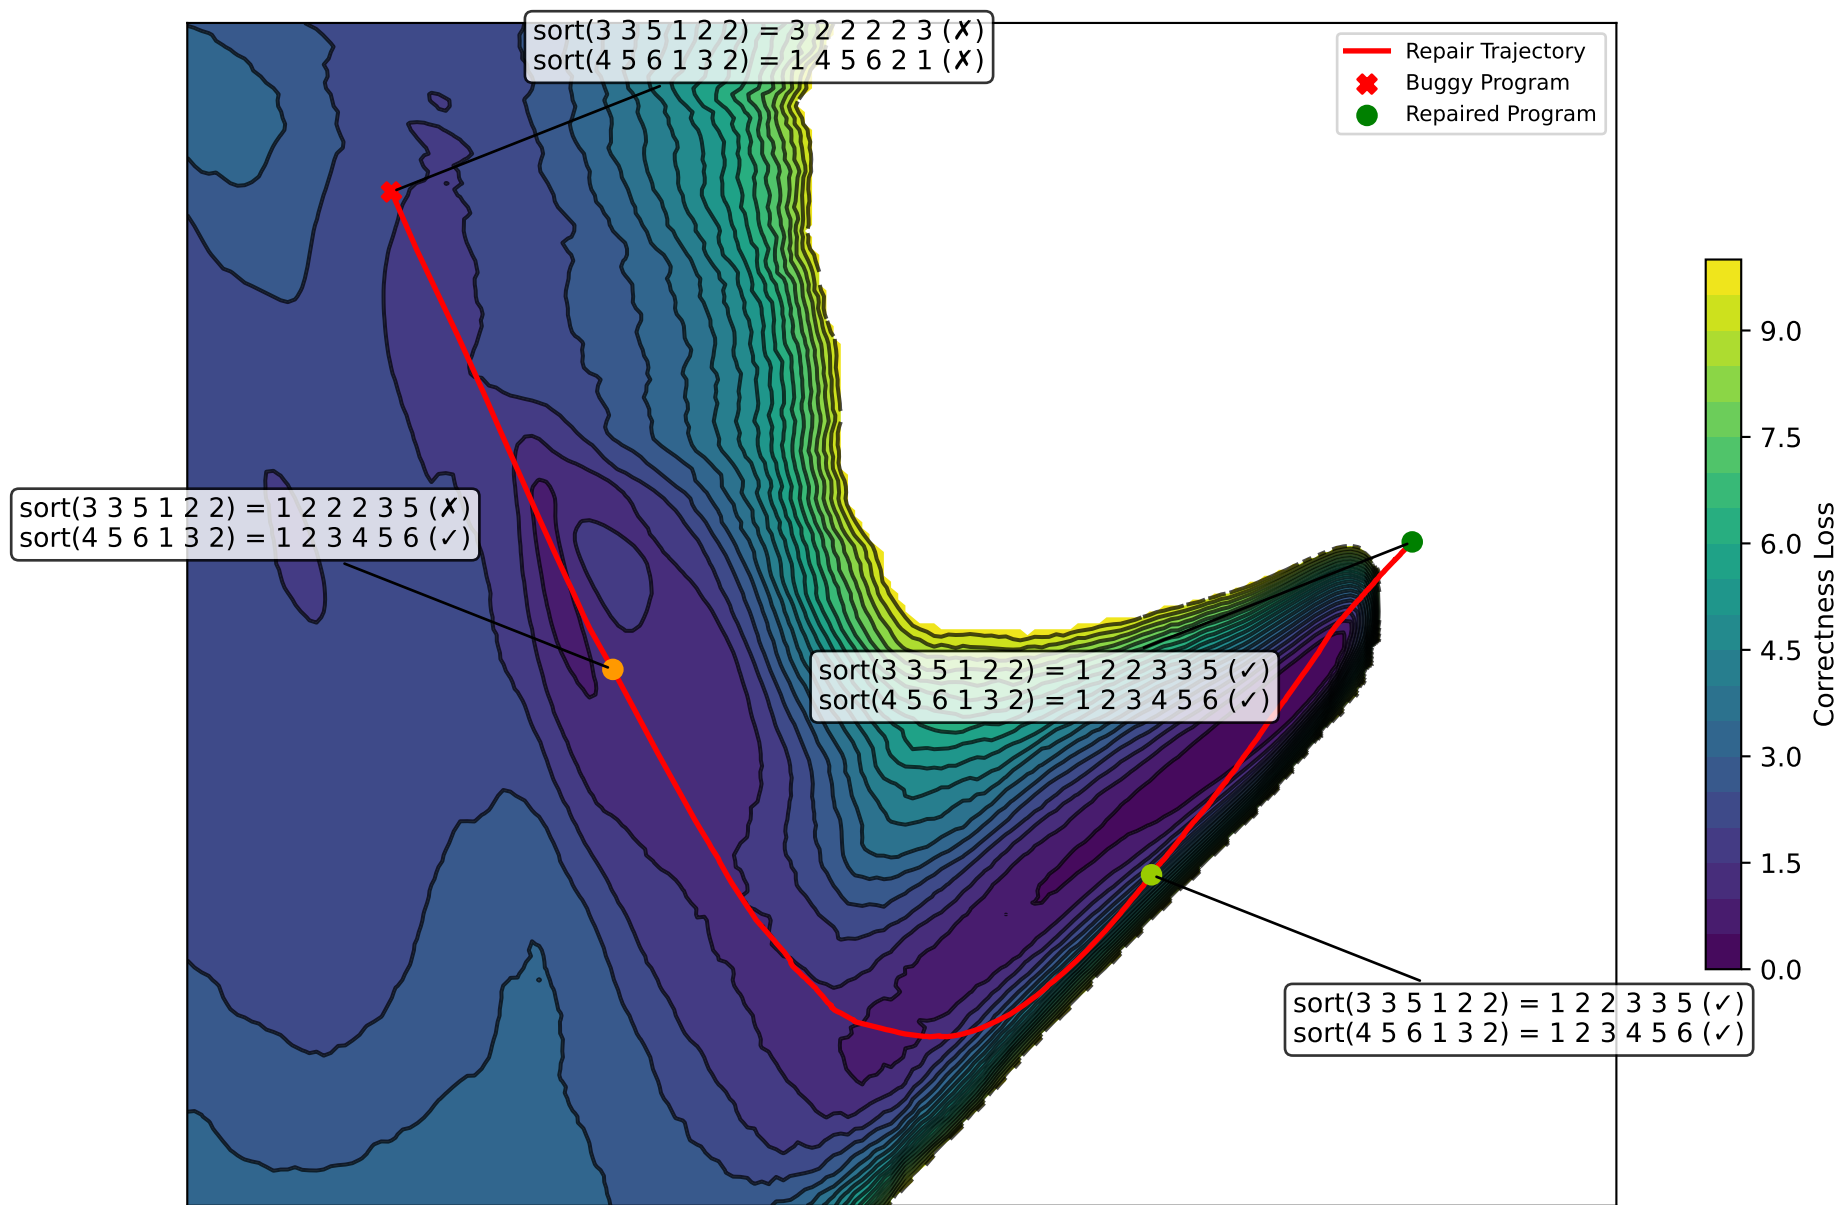 sort(3 3 5 1 2 2) = 3 2 2 2 2 3 (✗)
sort(4 5 6 1 3 2) = 1 4 5 6 2 1 (✗)
Repair Trajectory
Buggy Program
Repaired Program
sort(3 3 5 1 2 2) = 1 2 2 2 3 5 (✗)
sort(4 5 6 1 3 2) = 1 2 3 4 5 6 (✓)
sort(3 3 5 1 2 2) = 1 2 2 3 3 5 (✓)
sort(4 5 6 1 3 2) = 1 2 3 4 5 6 (✓)
sort(3 3 5 1 2 2) = 1 2 2 3 3 5 (✓)
sort(4 5 6 1 3 2) = 1 2 3 4 5 6 (✓)
9.0
7.5
6.0
4.5
3.0
1.5
0.0
Correctness Loss